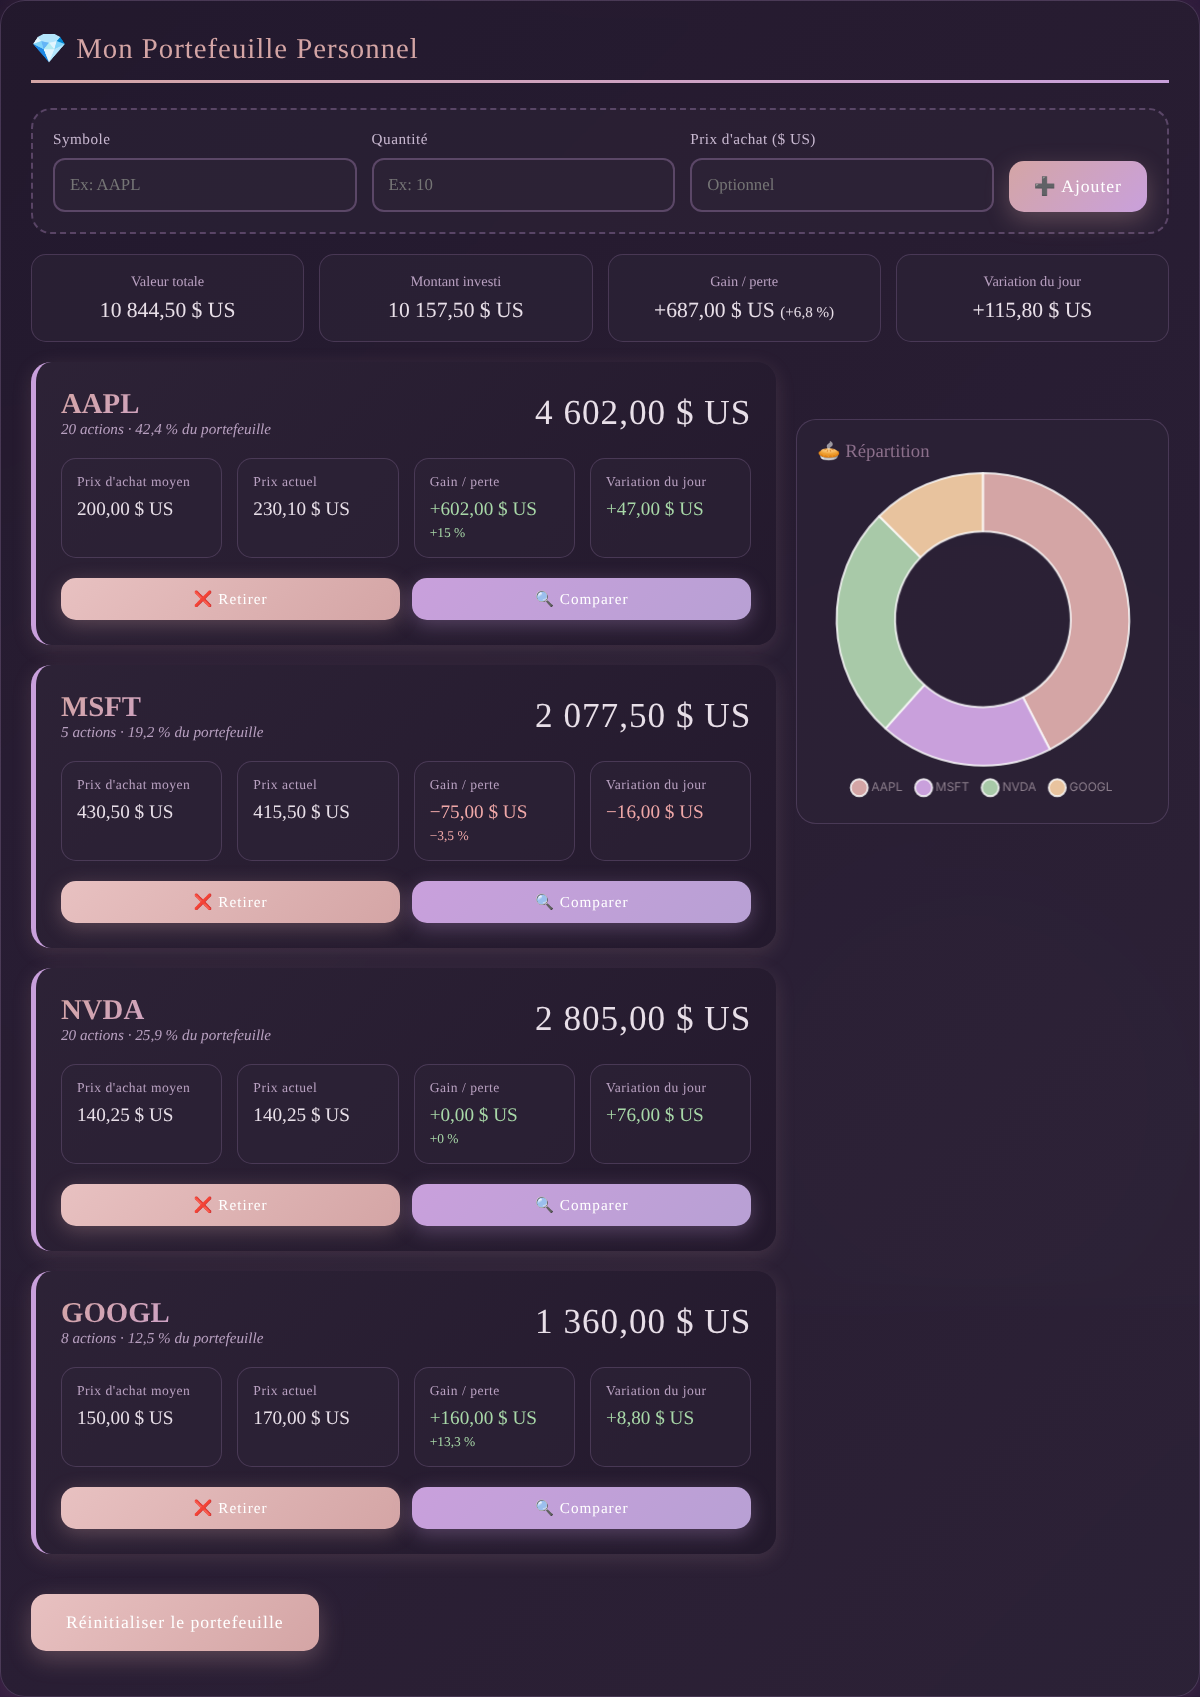 💎 Mon Portefeuille Personnel
Symbole
Quantité
Prix d'achat ($ US)
Ex: AAPL
Ex: 10
Optionnel
➕ Ajouter
Valeur totale
10 844,50 $ US
Montant investi
10 157,50 $ US
Gain / perte
+687,00 $ US (+6,8 %)
Variation du jour
+115,80 $ US
AAPL
20 actions · 42,4 % du portefeuille
4 602,00 $ US
Prix d'achat moyen
200,00 $ US
Prix actuel
230,10 $ US
Gain / perte
+602,00 $ US
+15 %
Variation du jour
+47,00 $ US
❌ Retirer
🔍 Comparer
MSFT
5 actions · 19,2 % du portefeuille
2 077,50 $ US
Prix d'achat moyen
430,50 $ US
Prix actuel
415,50 $ US
Gain / perte
−75,00 $ US
−3,5 %
Variation du jour
−16,00 $ US
❌ Retirer
🔍 Comparer
NVDA
20 actions · 25,9 % du portefeuille
2 805,00 $ US
Prix d'achat moyen
140,25 $ US
Prix actuel
140,25 $ US
Gain / perte
+0,00 $ US
+0 %
Variation du jour
+76,00 $ US
❌ Retirer
🔍 Comparer
GOOGL
8 actions · 12,5 % du portefeuille
1 360,00 $ US
Prix d'achat moyen
150,00 $ US
Prix actuel
170,00 $ US
Gain / perte
+160,00 $ US
+13,3 %
Variation du jour
+8,80 $ US
❌ Retirer
🔍 Comparer
🥧 Répartition
AAPL
MSFT
NVDA
GOOGL
Réinitialiser le portefeuille